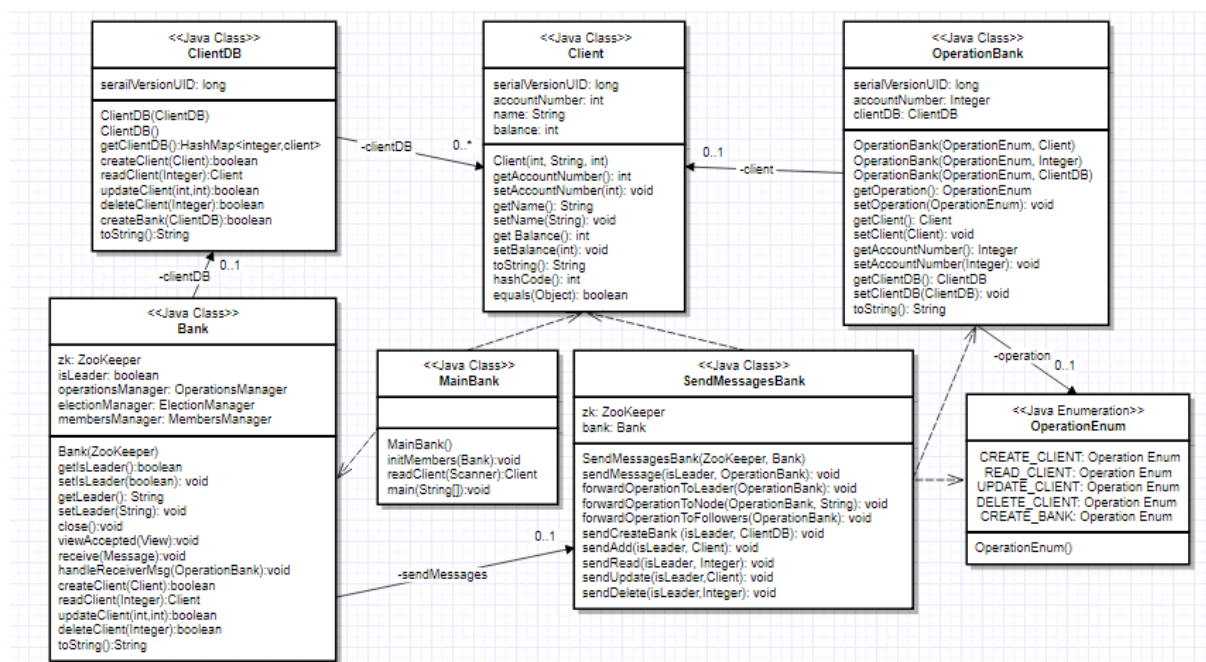 <<Java Class>>
ClientDB
serailVersionUID: long
ClientDB(ClientDB)
ClientDB()
getClientDB():HashMap<integer,client>
createClient(Client):boolean
readClient(Integer):Client
updateClient(int,int):boolean
deleteClient(Integer):boolean
createBank(ClientDB):boolean
toString():String
-clientDB
0..*
<<Java Class>>
Client
serialVersionUID: long
accountNumber: int
name: String
balance: int
Client(int, String, int)
getAccountNumber(): int
setAccountNumber(int): void
getName(): String
setName(String): void
get Balance(): int
setBalance(int): void
toString(): String
hashCode(): int
equals(Object): boolean
0..1
-client
<<Java Class>>
OperationBank
serialVersionUID: long
accountNumber: Integer
clientDB: ClientDB
OperationBank(OperationEnum, Client)
OperationBank(OperationEnum, Integer)
OperationBank(OperationEnum, ClientDB)
getOperation(): OperationEnum
setOperation(OperationEnum): void
getClient(): Client
setClient(Client): void
getAccountNumber(): Integer
setAccountNumber(Integer): void
getClientDB(): ClientDB
setClientDB(ClientDB): void
toString(): String
-clientDB
0..1
<<Java Class>>
Bank
zk: ZooKeeper
isLeader: boolean
operationsManager: OperationsManager
electionManager: ElectionManager
membersManager: MembersManager
Bank(ZooKeeper)
getIsLeader():boolean
setIsLeader(boolean): void
getLeader(): String
setLeader(String): void
close():void
viewAccepted(View):void
receive(Message):void
handleReceiverMsg(OperationBank):void
createClient(Client):boolean
readClient(Integer):Client
updateClient(int,int):boolean
deleteClient(Integer):boolean
toString():String
<<Java Class>>
MainBank
MainBank()
initMembers(Bank):void
readClient(Scanner):Client
main(String[]):void
0..1
-sendMessages
<<Java Class>>
SendMessagesBank
zk: ZooKeeper
bank: Bank
SendMessagesBank(ZooKeeper, Bank)
sendMessage(isLeader, OperationBank): void
forwardOperationToLeader(OperationBank): void
forwardOperationToNode(OperationBank, String): void
forwardOperationToFollowers(OperationBank): void
sendCreateBank (isLeader, ClientDB): void
sendAdd(isLeader, Client): void
sendRead(isLeader, Integer): void
sendUpdate(isLeader,Client): void
sendDelete(isLeader,Integer): void
-operation
0..1
<<Java Enumeration>>
OperationEnum
CREATE_CLIENT: Operation Enum
READ_CLIENT: Operation Enum
UPDATE_CLIENT: Operation Enum
DELETE_CLIENT: Operation Enum
CREATE_BANK: Operation Enum
OperationEnum()